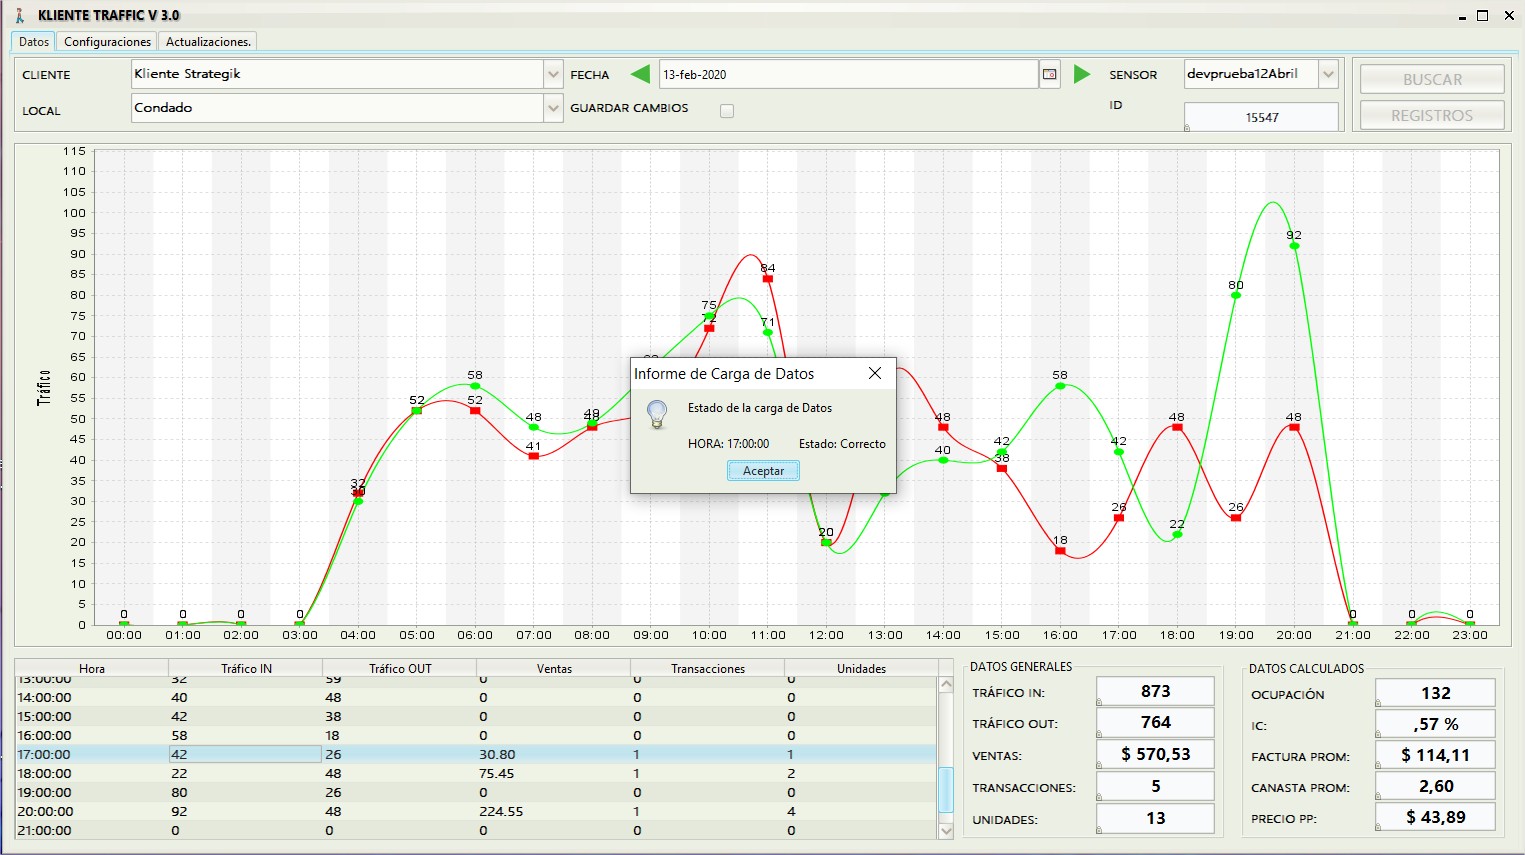 KLIENTE TRAFFIC V 3.0
Datos Configuraciones Actualizaciones.
CLIENTE Kliente Strategik FECHA 13-feb-2020 SENSOR devprueba12Abril BUSCAR
LOCAL Condado GUARDAR CAMBIOS ID 15547 REGISTROS
Tráfico
115
110
105
100
95
90
85
80
75
70
65
60
55
50
45
40
35
30
25
20
15
10
5
0
0 0 0 0 32 30 52 58 52 48 41 49 48 75 72 84 71 20 48 40 42 38 58 18 42 26 48 22 80 26 92 48 0 0 0
00:00 01:00 02:00 03:00 04:00 05:00 06:00 07:00 08:00 09:00 10:00 11:00 12:00 13:00 14:00 15:00 16:00 17:00 18:00 19:00 20:00 21:00 22:00 23:00
Informe de Carga de Datos
Estado de la carga de Datos
HORA: 17:00:00 Estado: Correcto
Aceptar
Hora Tráfico IN Tráfico OUT Ventas Transacciones Unidades
13:00:00 32 59 0 0 0
14:00:00 40 48 0 0 0
15:00:00 42 38 0 0 0
16:00:00 58 18 0 0 0
17:00:00 42 26 30.80 1 1
18:00:00 22 48 75.45 1 2
19:00:00 80 26 0 0 0
20:00:00 92 48 224.55 1 4
21:00:00 0 0 0 0 0
DATOS GENERALES
TRÁFICO IN: 873
TRÁFICO OUT: 764
VENTAS: $ 570,53
TRANSACCIONES: 5
UNIDADES: 13
DATOS CALCULADOS
OCUPACIÓN 132
IC: ,57 %
FACTURA PROM: $ 114,11
CANASTA PROM: 2,60
PRECIO PP: $ 43,89